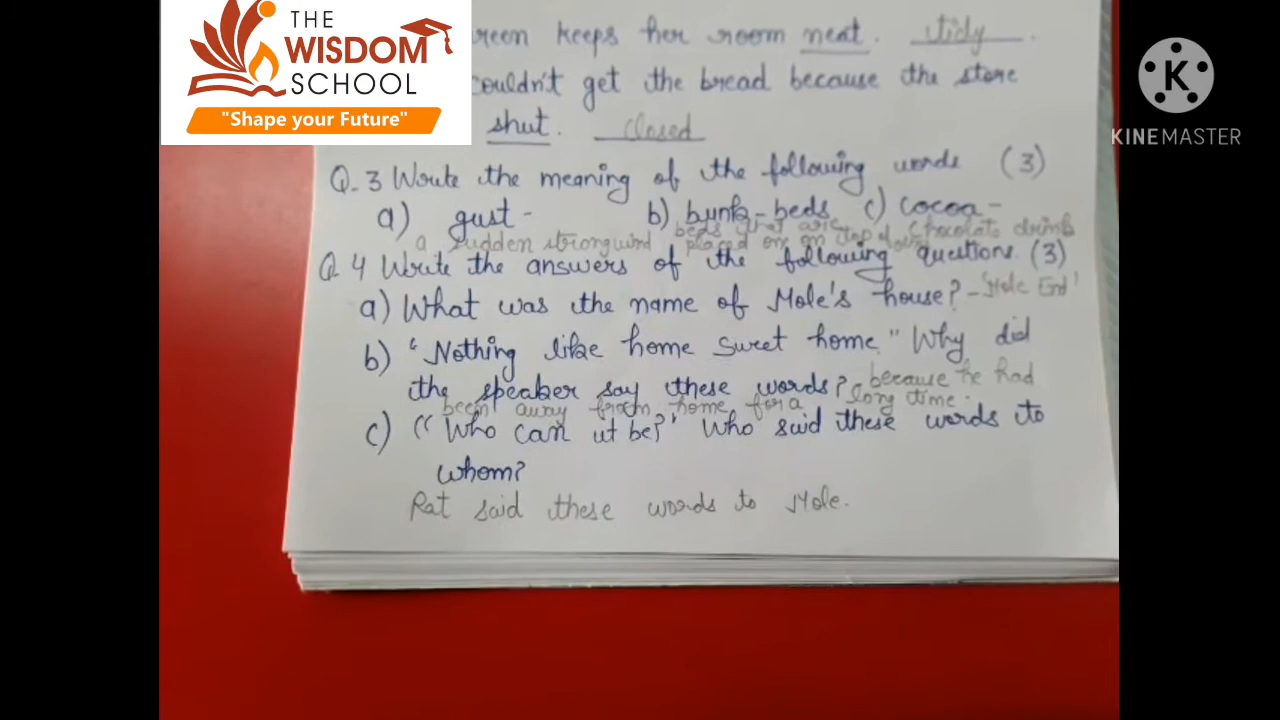 THE
WISDOM
SCHOOL
"Shape your Future"
KINEMASTER
reen keeps her room neat. tidy.
couldn't get the bread because the store
shut. closed
Q.3 Write the meaning of the following words (3)
a) gust - b) bunk-beds c) cocoa -
a sudden strong wind beds that are placed one on top chocolate drink
Q 4 Write the answers of the following questions. (3)
a) What was the name of Mole's house? - 'Mole End'
b) "Nothing like home sweet home." Why did
the speaker say these words? - because he had
been away from home for a long time.
c) "Who can it be?" Who said these words to
whom?
Rat said these words to Mole.